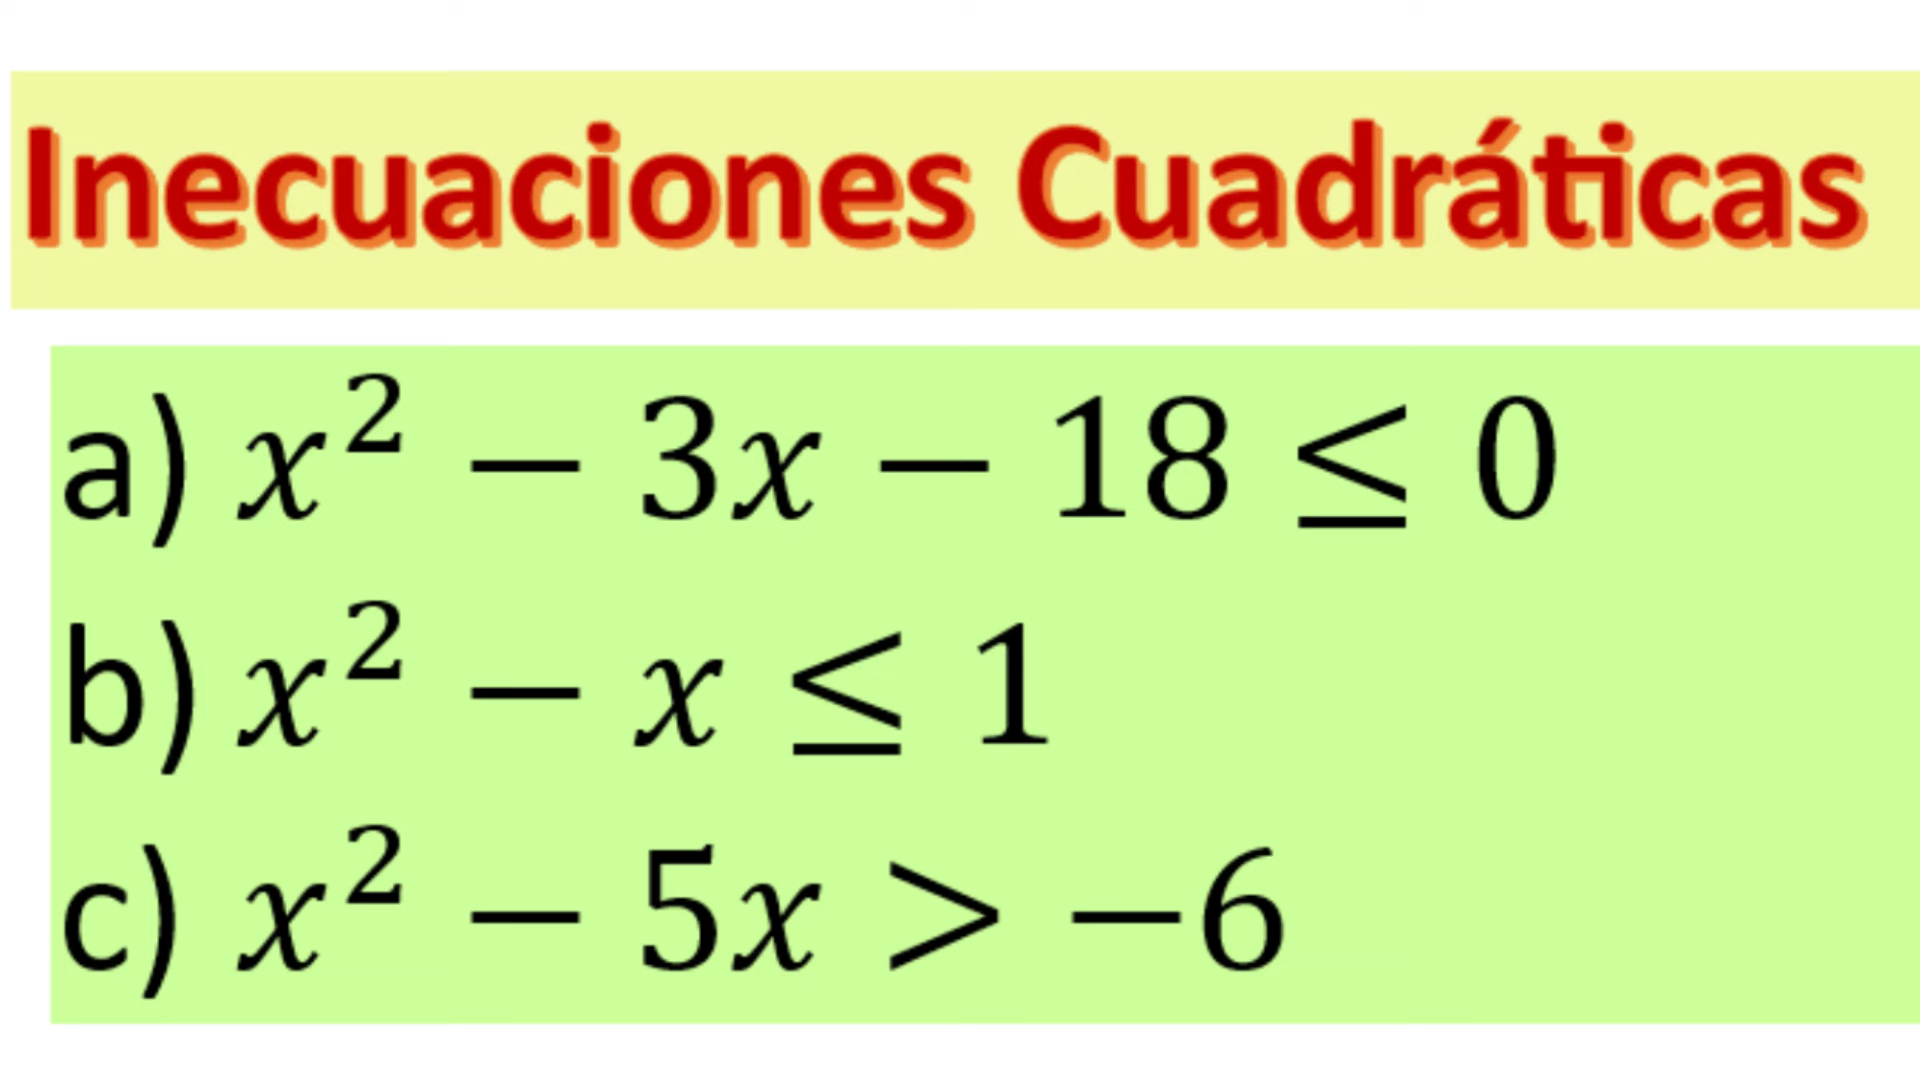 Inecuaciones Cuadráticas
a) x² − 3x − 18 ≤ 0
b) x² − x ≤ 1
c) x² − 5x > −6